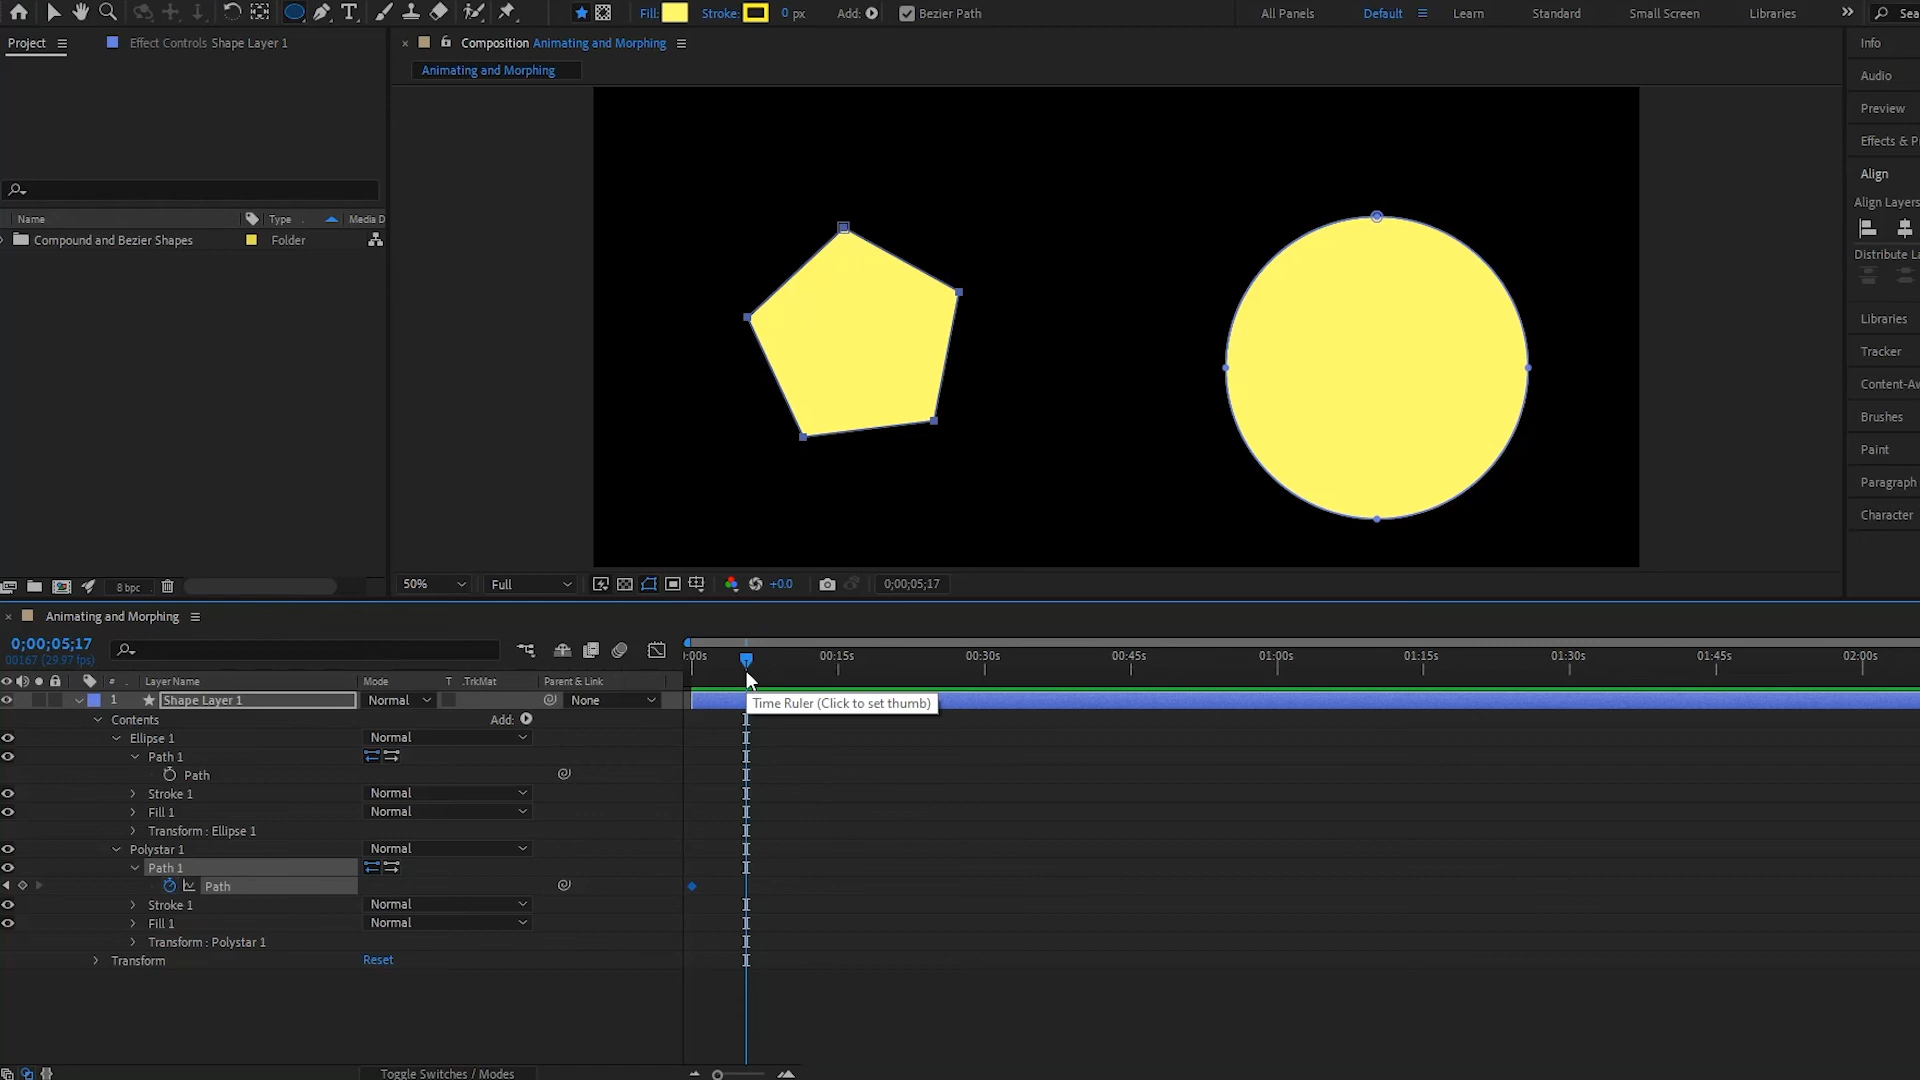 Fill:
Stroke:
0 px
Add:
Bezier Path
All Panels
Default
Learn
Standard
Small Screen
Libraries
Sea
Project
Effect Controls Shape Layer 1
Composition Animating and Morphing
Animating and Morphing
Name
Type
Media D
Compound and Bezier Shapes
Folder
Info
Audio
Preview
Effects & P
Align
Align Layers
Distribute La
Libraries
Tracker
Content-Aw
Brushes
Paint
Paragraph
Character
8 bpc
50%
Full
+0.0
0;00;05;17
Animating and Morphing
0;00;05;17
00167 (29.97 fps)
:00s
00:15s
00:30s
00:45s
01:00s
01:15s
01:30s
01:45s
02:00s
#
Layer Name
Mode
T
.TrkMat
Parent & Link
1
Shape Layer 1
Normal
None
Time Ruler (Click to set thumb)
Contents
Add:
Ellipse 1
Normal
Path 1
Path
Stroke 1
Normal
Fill 1
Normal
Transform : Ellipse 1
Polystar 1
Normal
Path 1
Path
Stroke 1
Normal
Fill 1
Normal
Transform : Polystar 1
Transform
Reset
Toggle Switches / Modes